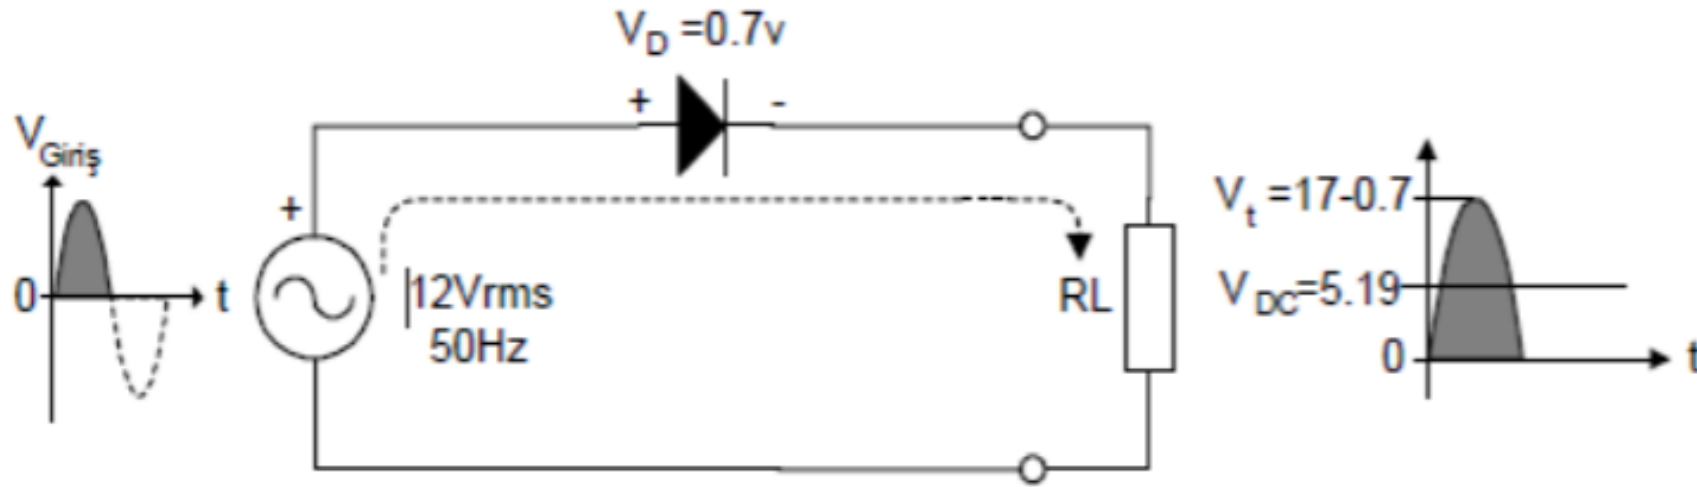 V_D =0.7v
+ -
V_Giriş
+
0 t
12Vrms
50Hz
RL
V_t =17-0.7
V_DC=5.19
0 t